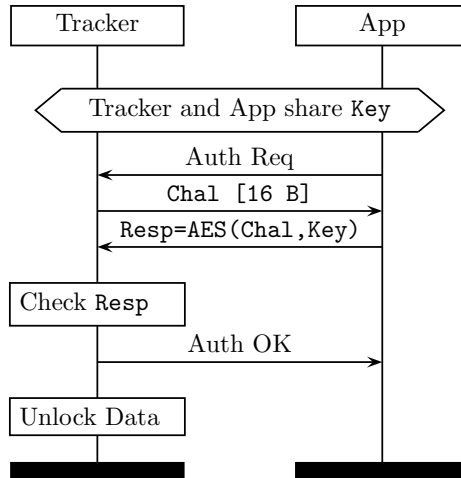 Tracker
App
Tracker and App share Key
Auth Req
Chal [16 B]
Resp=AES(Chal,Key)
Check Resp
Auth OK
Unlock Data